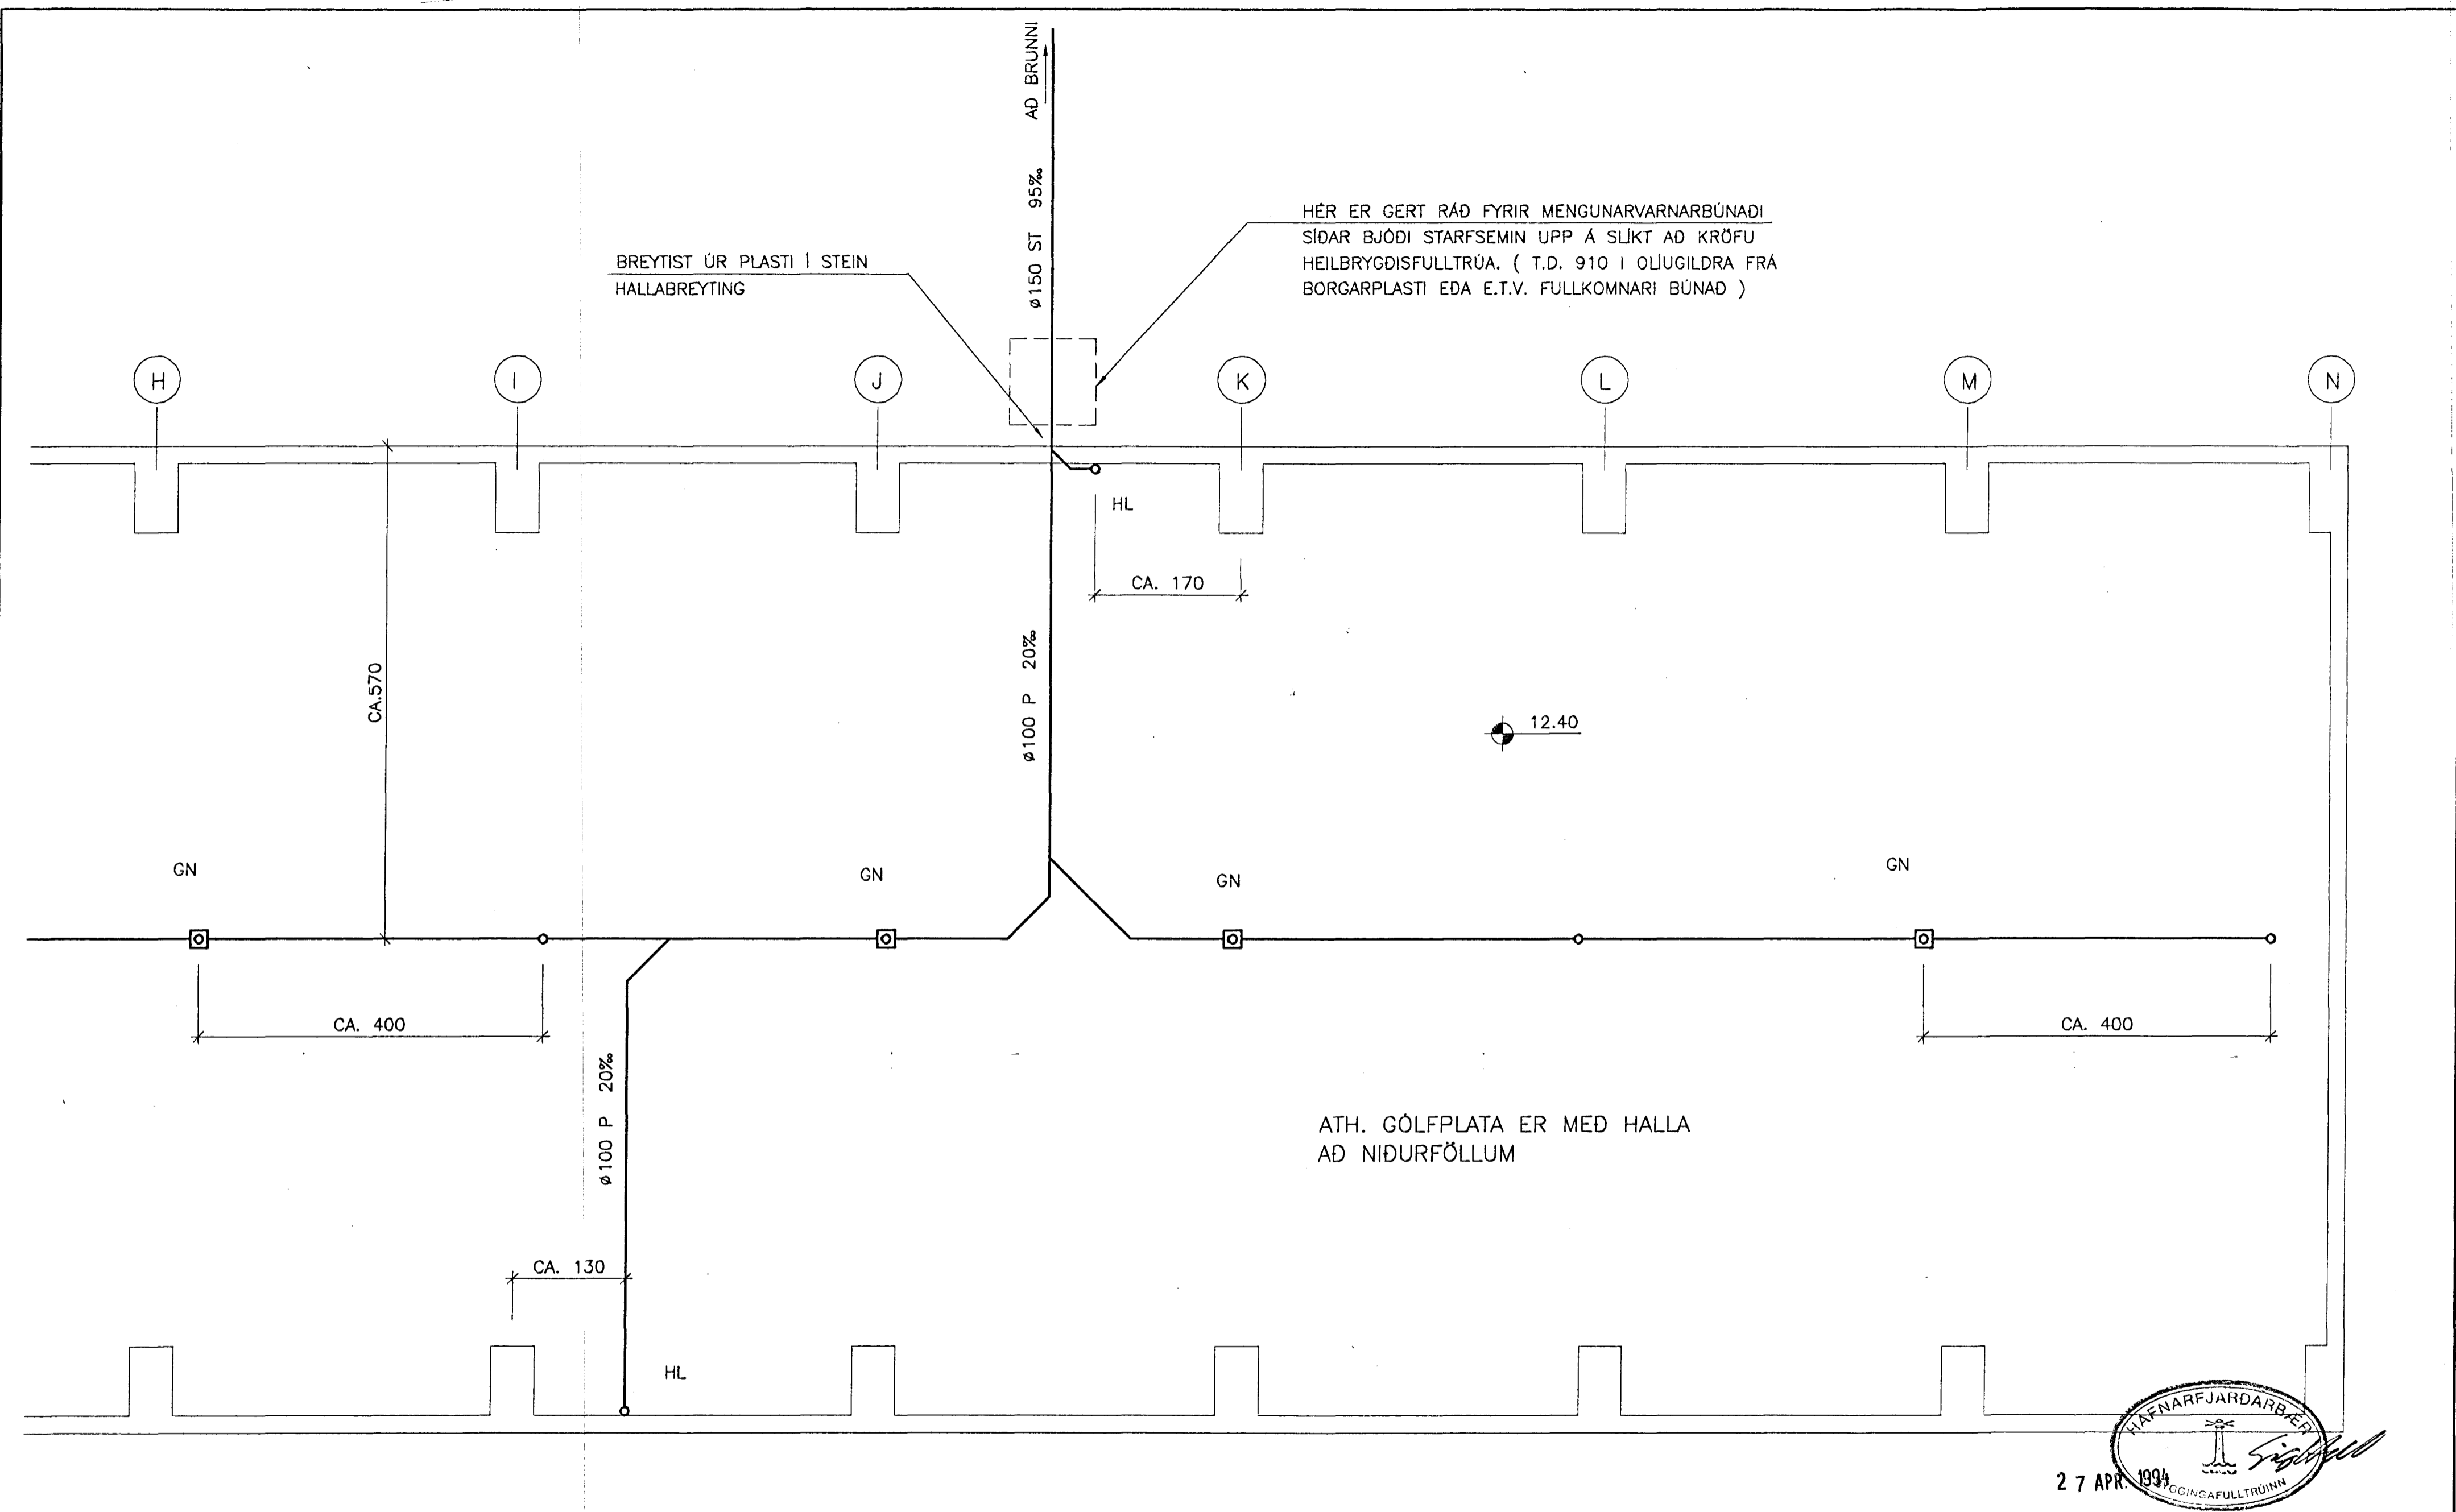 AÐ BRUNNI
ø150 ST 95‰
HÉR ER GERT RÁÐ FYRIR MENGUNARVARNARBÚNAÐI
SÍÐAR BJÓÐI STARFSEMIN UPP Á SLÍKT AÐ KRÖFU
HEILBRYGÐISFULLTRÚA. ( T.D. 910 l OLÍUGILDRA FRÁ
BORGARPLASTI EÐA E.T.V. FULLKOMNARI BÚNAÐ )
BREYTIST ÚR PLASTI Í STEIN
HALLABREYTING
H
I
J
K
L
M
N
HL
CA. 170
CA.570
ø100 P 20‰
12.40
GN
GN
GN
GN
CA. 400
CA. 400
ø100 P 20‰
ATH. GÓLFPLATA ER MEÐ HALLA
AÐ NIÐURFÖLLUM
CA. 130
HL
HAFNARFJARÐARBÆR
27 APR. 1994
BYGGINGAFULLTRÚINN